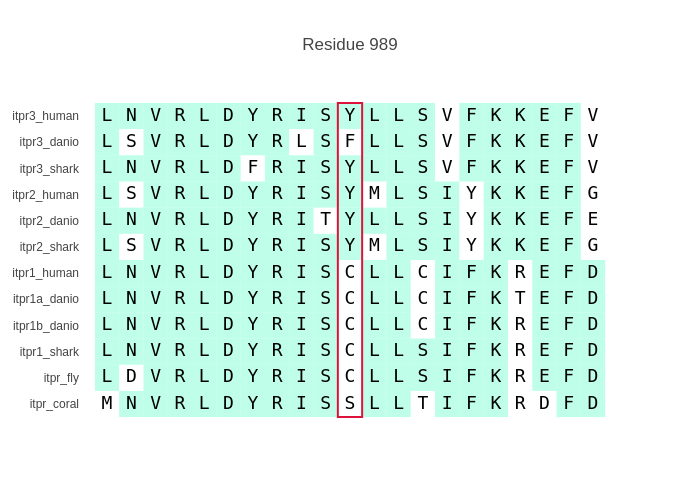 Residue 989
itpr3_human L N V R L D Y R I S Y L L S V F K K E F V
itpr3_danio L S V R L D Y R L S F L L S V F K K E F V
itpr3_shark L N V R L D F R I S Y L L S V F K K E F V
itpr2_human L S V R L D Y R I S Y M L S I Y K K E F G
itpr2_danio L N V R L D Y R I T Y L L S I Y K K E F E
itpr2_shark L S V R L D Y R I S Y M L S I Y K K E F G
itpr1_human L N V R L D Y R I S C L L C I F K R E F D
itpr1a_danio L N V R L D Y R I S C L L C I F K T E F D
itpr1b_danio L N V R L D Y R I S C L L C I F K R E F D
itpr1_shark L N V R L D Y R I S C L L S I F K R E F D
itpr_fly L D V R L D Y R I S C L L S I F K R E F D
itpr_coral M N V R L D Y R I S S L L T I F K R D F D